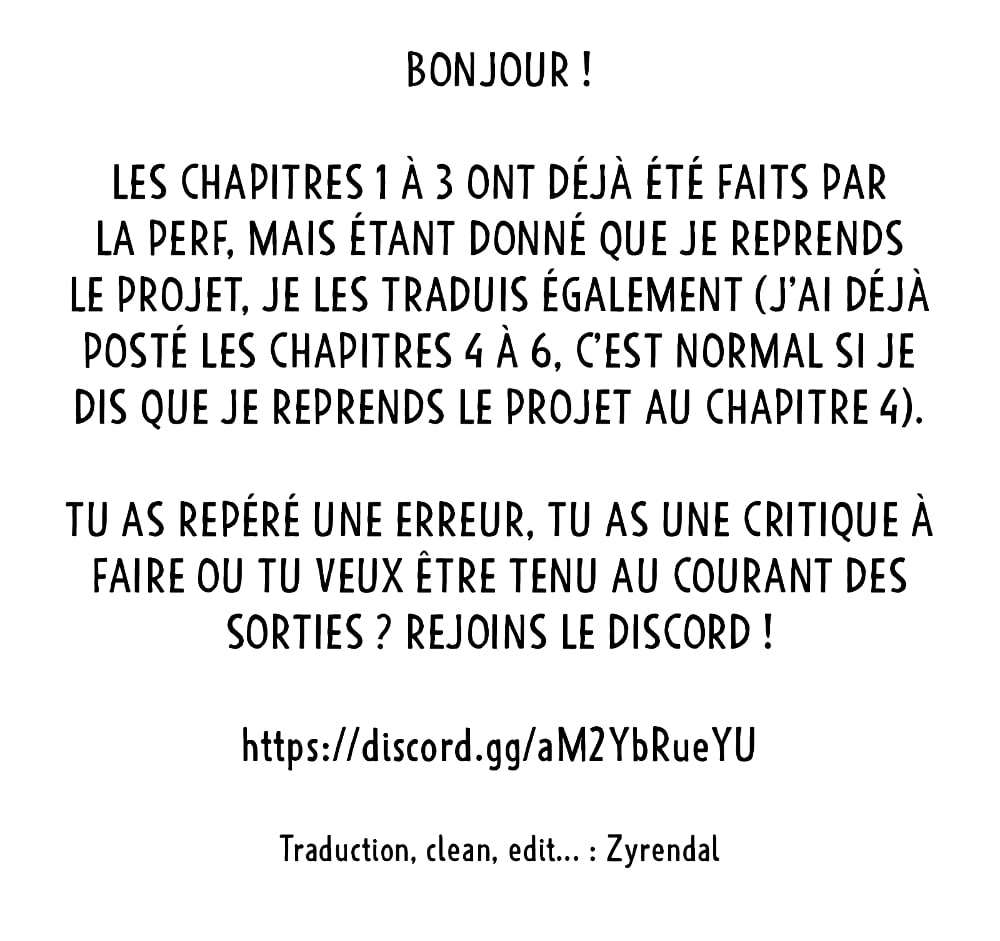 BONJOUR !
LES CHAPITRES 1 À 3 ONT DÉJÀ ÉTÉ FAITS PAR
LA PERF, MAIS ÉTANT DONNÉ QUE JE REPRENDS
LE PROJET, JE LES TRADUIS ÉGALEMENT (J'AI DÉJÀ
POSTÉ LES CHAPITRES 4 À 6, C'EST NORMAL SI JE
DIS QUE JE REPRENDS LE PROJET AU CHAPITRE 4).
TU AS REPÉRÉ UNE ERREUR, TU AS UNE CRITIQUE À
FAIRE OU TU VEUX ÊTRE TENU AU COURANT DES
SORTIES ? REJOINS LE DISCORD !
https://discord.gg/aM2YbRueYU
Traduction, clean, edit... : Zyrendal